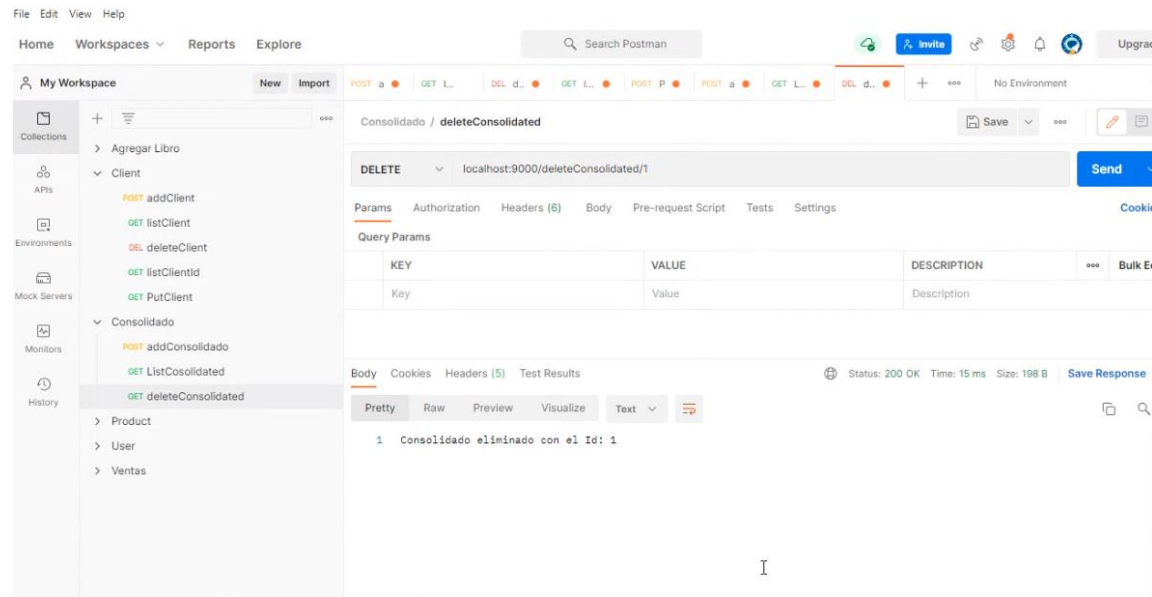 File Edit View Help
Home Workspaces Reports Explore Search Postman Invite Upgrad
My Workspace New Import POST a GET L... DEL d.. GET L... POST P POST a GET L... DEL d.. No Environment
Collections
APIs
Environments
Mock Servers
Monitors
History
Agregar Libro
Client
POST addClient
GET listClient
DEL deleteClient
GET listClientId
GET PutClient
Consolidado
POST addConsolidado
GET ListCosolidated
GET deleteConsolidated
Product
User
Ventas
Consolidado / deleteConsolidated Save
DELETE localhost:9000/deleteConsolidated/1 Send
Params Authorization Headers (6) Body Pre-request Script Tests Settings Cookie
Query Params
KEY VALUE DESCRIPTION Bulk Ed
Key Value Description
Body Cookies Headers (5) Test Results Status: 200 OK Time: 15 ms Size: 198 B Save Response
Pretty Raw Preview Visualize Text
1 Consolidado eliminado con el Id: 1